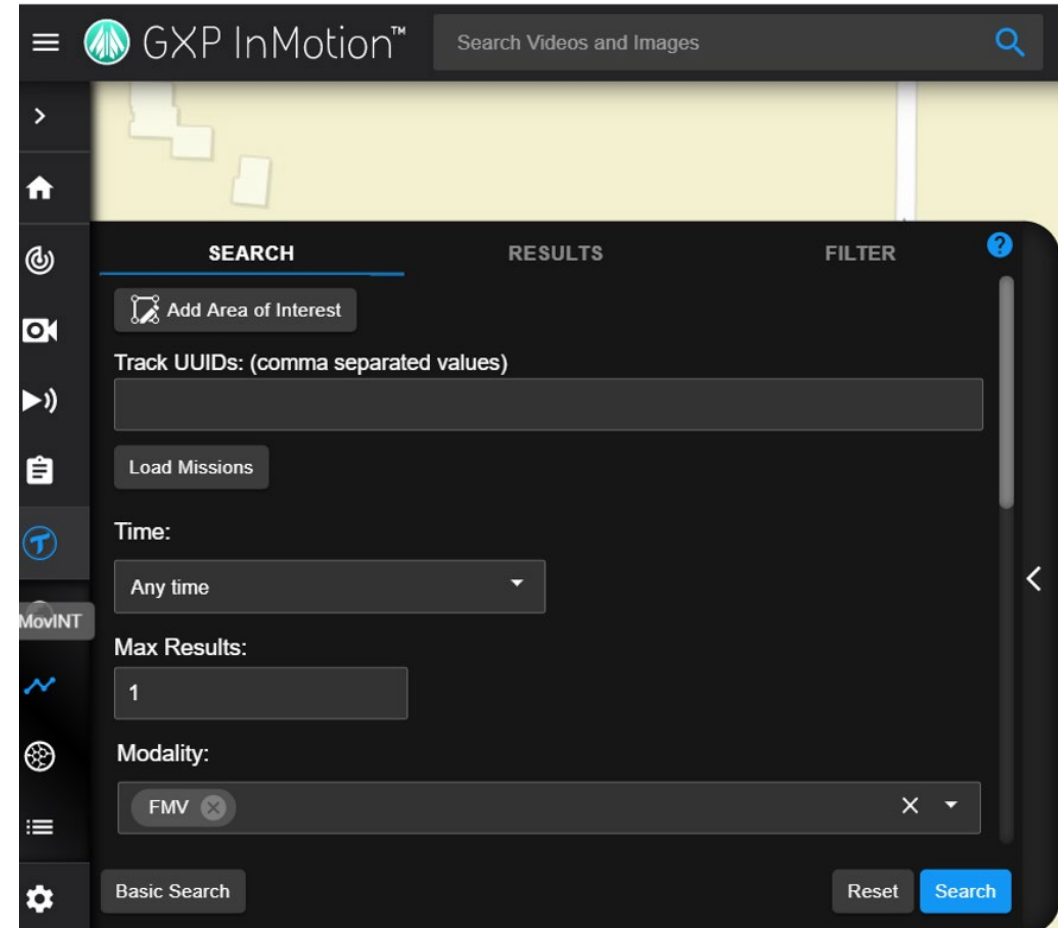 GXP InMotion™
Search Videos and Images
SEARCH
RESULTS
FILTER
?
Add Area of Interest
Track UUIDs: (comma separated values)
Load Missions
Time:
Any time
MovINT
Max Results:
1
Modality:
FMV
Basic Search
Reset
Search